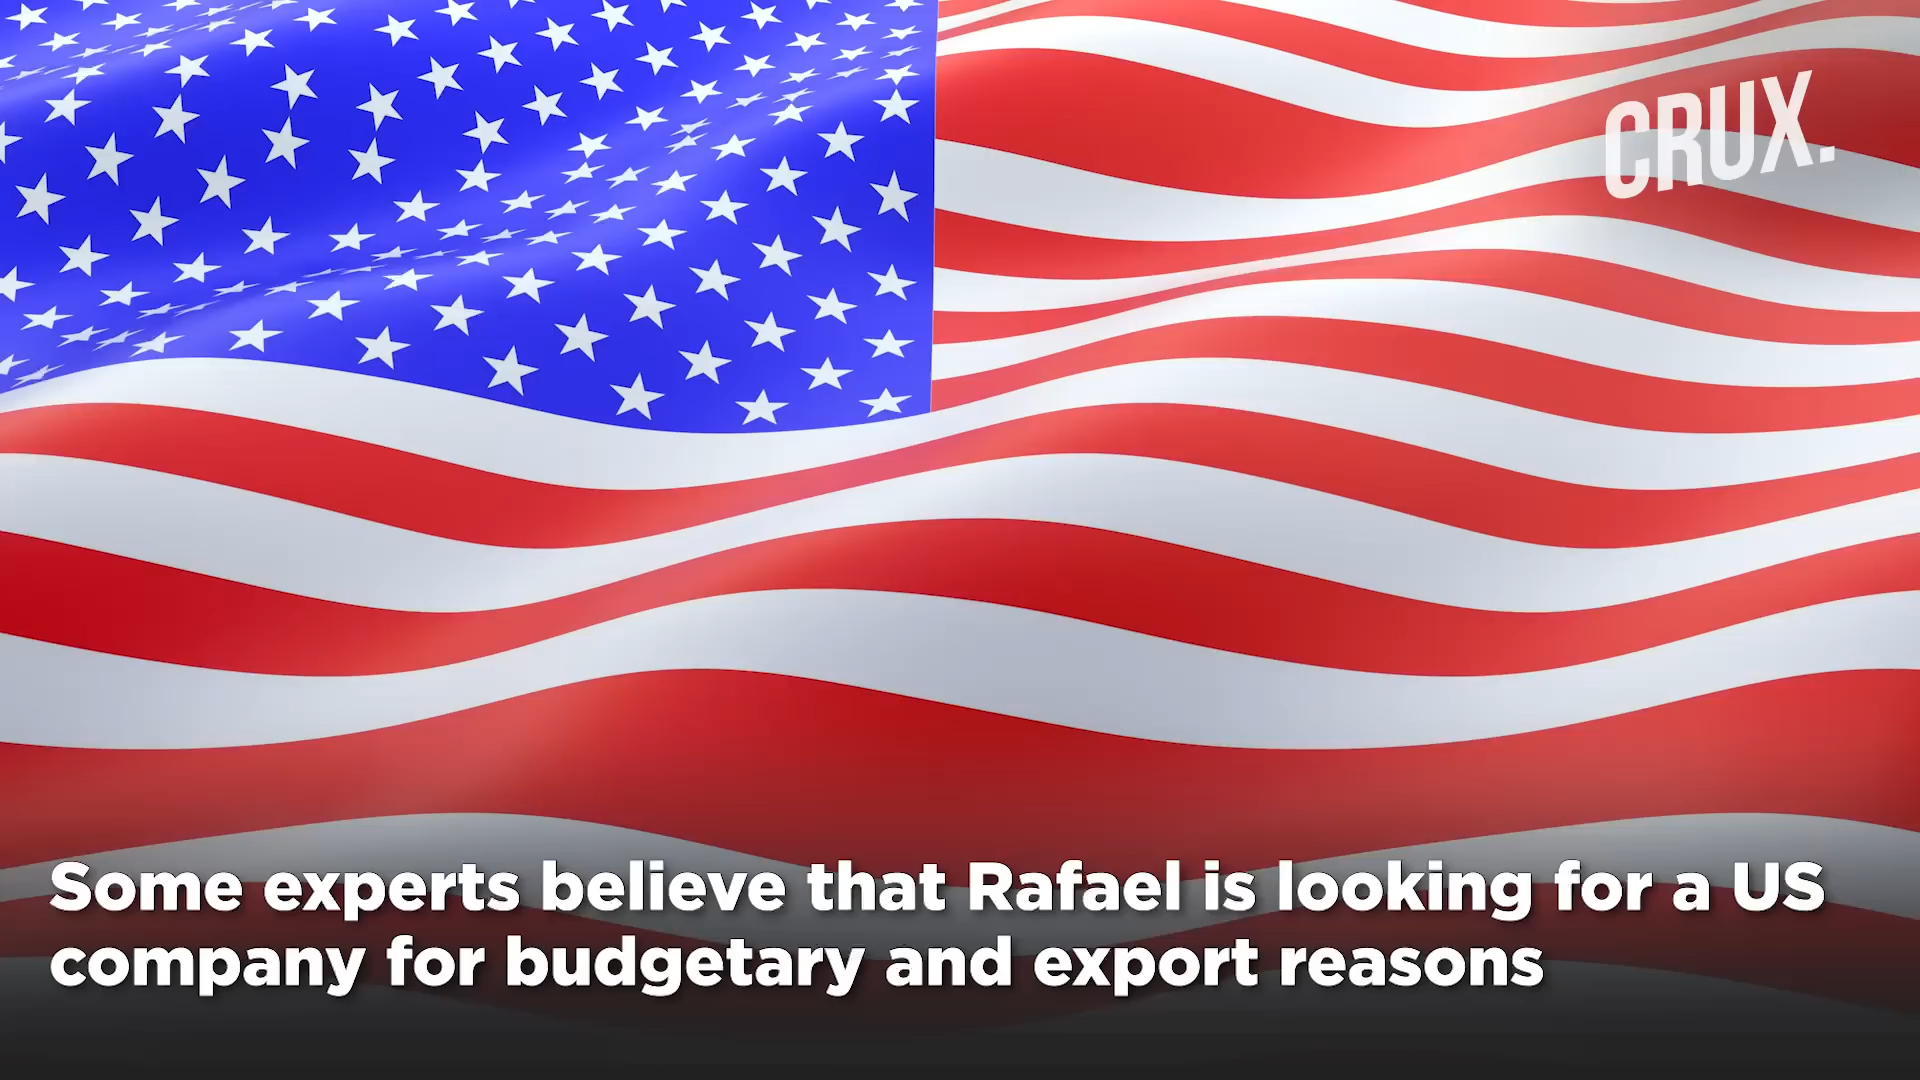 CRUX.
Some experts believe that Rafael is looking for a US
company for budgetary and export reasons